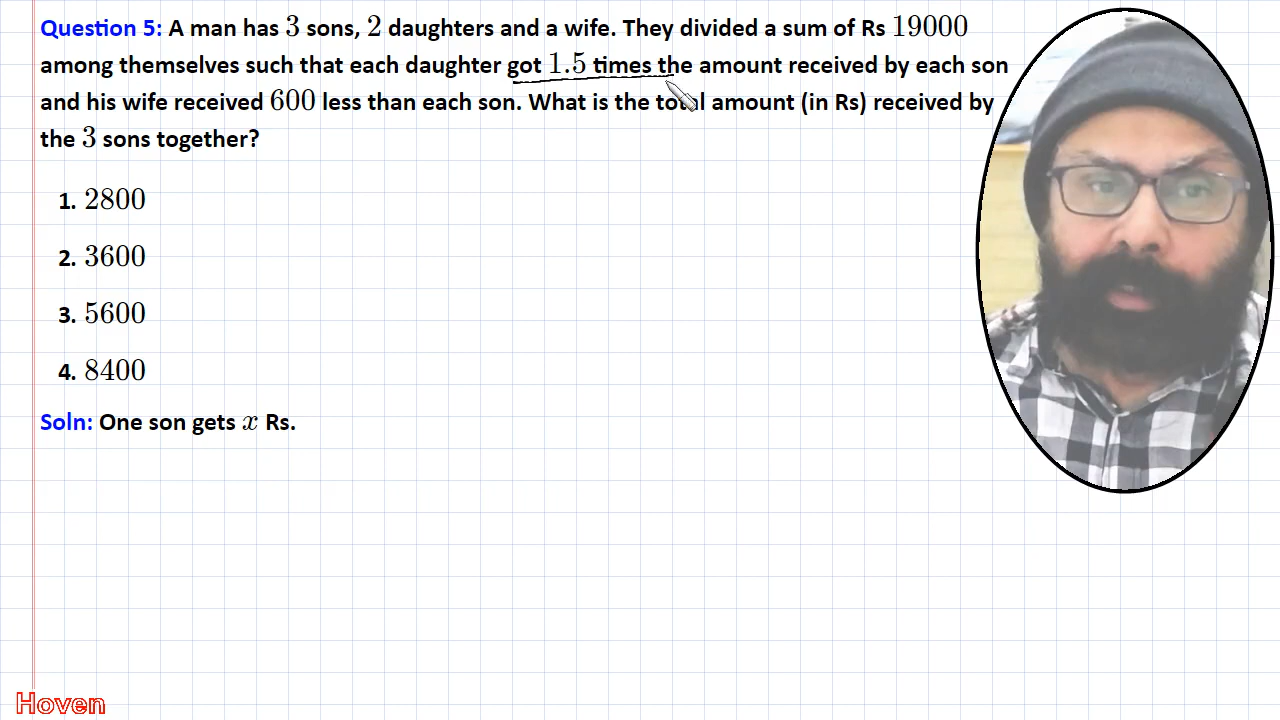 Question 5: A man has 3 sons, 2 daughters and a wife. They divided a sum of Rs 19000
among themselves such that each daughter got 1.5 times the amount received by each son
and his wife received 600 less than each son. What is the total amount (in Rs) received by
the 3 sons together?
1. 2800
2. 3600
3. 5600
4. 8400
Soln: One son gets x Rs.
Hoven